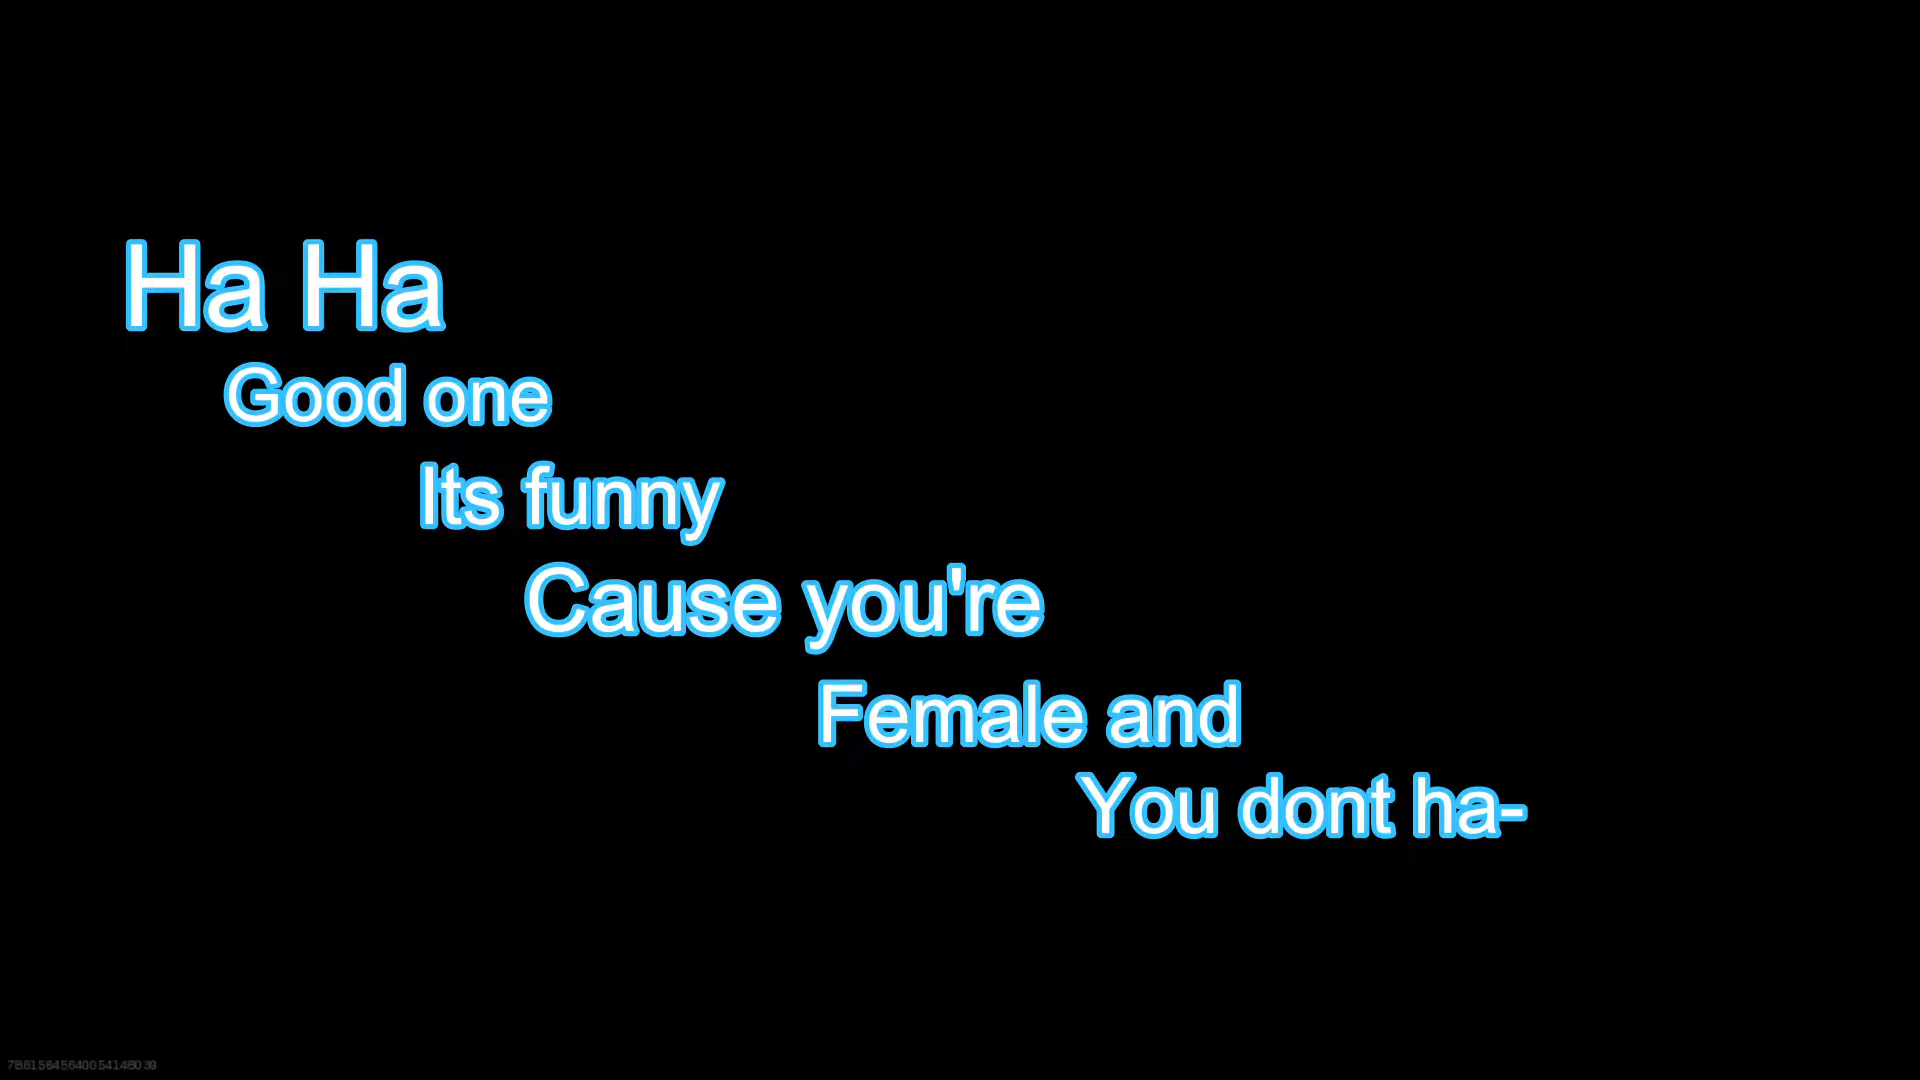 Ha Ha
Good one
Its funny
Cause you're
Female and
You dont ha-